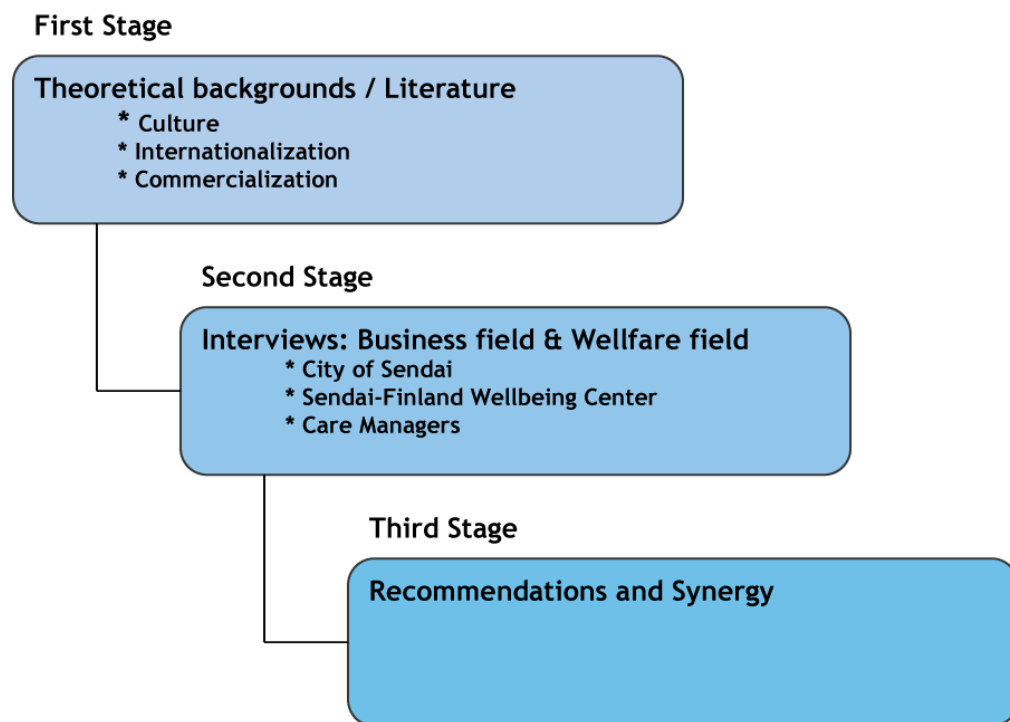 First Stage
Theoretical backgrounds / Literature
* Culture
* Internationalization
* Commercialization
Second Stage
Interviews: Business field & Wellfare field
* City of Sendai
* Sendai-Finland Wellbeing Center
* Care Managers
Third Stage
Recommendations and Synergy